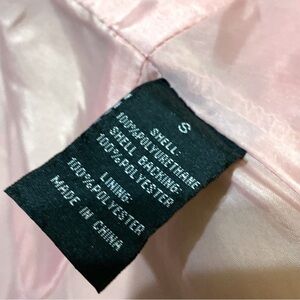 S
SHELL:
100%POLYURETHANE
SHELL BACKING:
100%POLYESTER
LINING:
100%POLYESTER
MADE IN CHINA